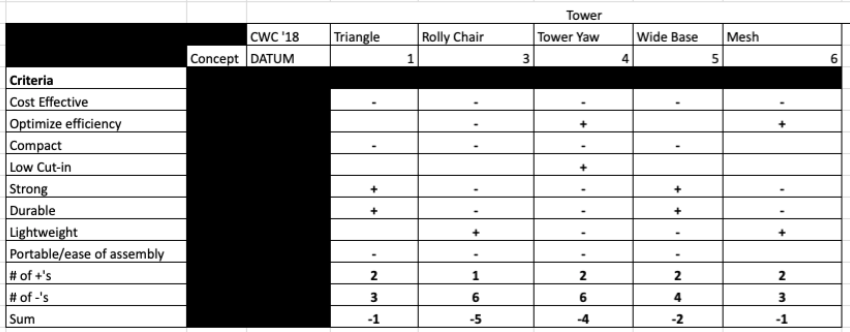 Tower
CWC '18 Triangle Rolly Chair Tower Yaw Wide Base Mesh
Concept DATUM 1 3 4 5 6
Criteria
Cost Effective - - - - -
Optimize efficiency - + +
Compact - - - -
Low Cut-in +
Strong + - - + -
Durable + - - + -
Lightweight + - - +
Portable/ease of assembly - - - -
# of +'s 2 1 2 2 2
# of -'s 3 6 6 4 3
Sum -1 -5 -4 -2 -1